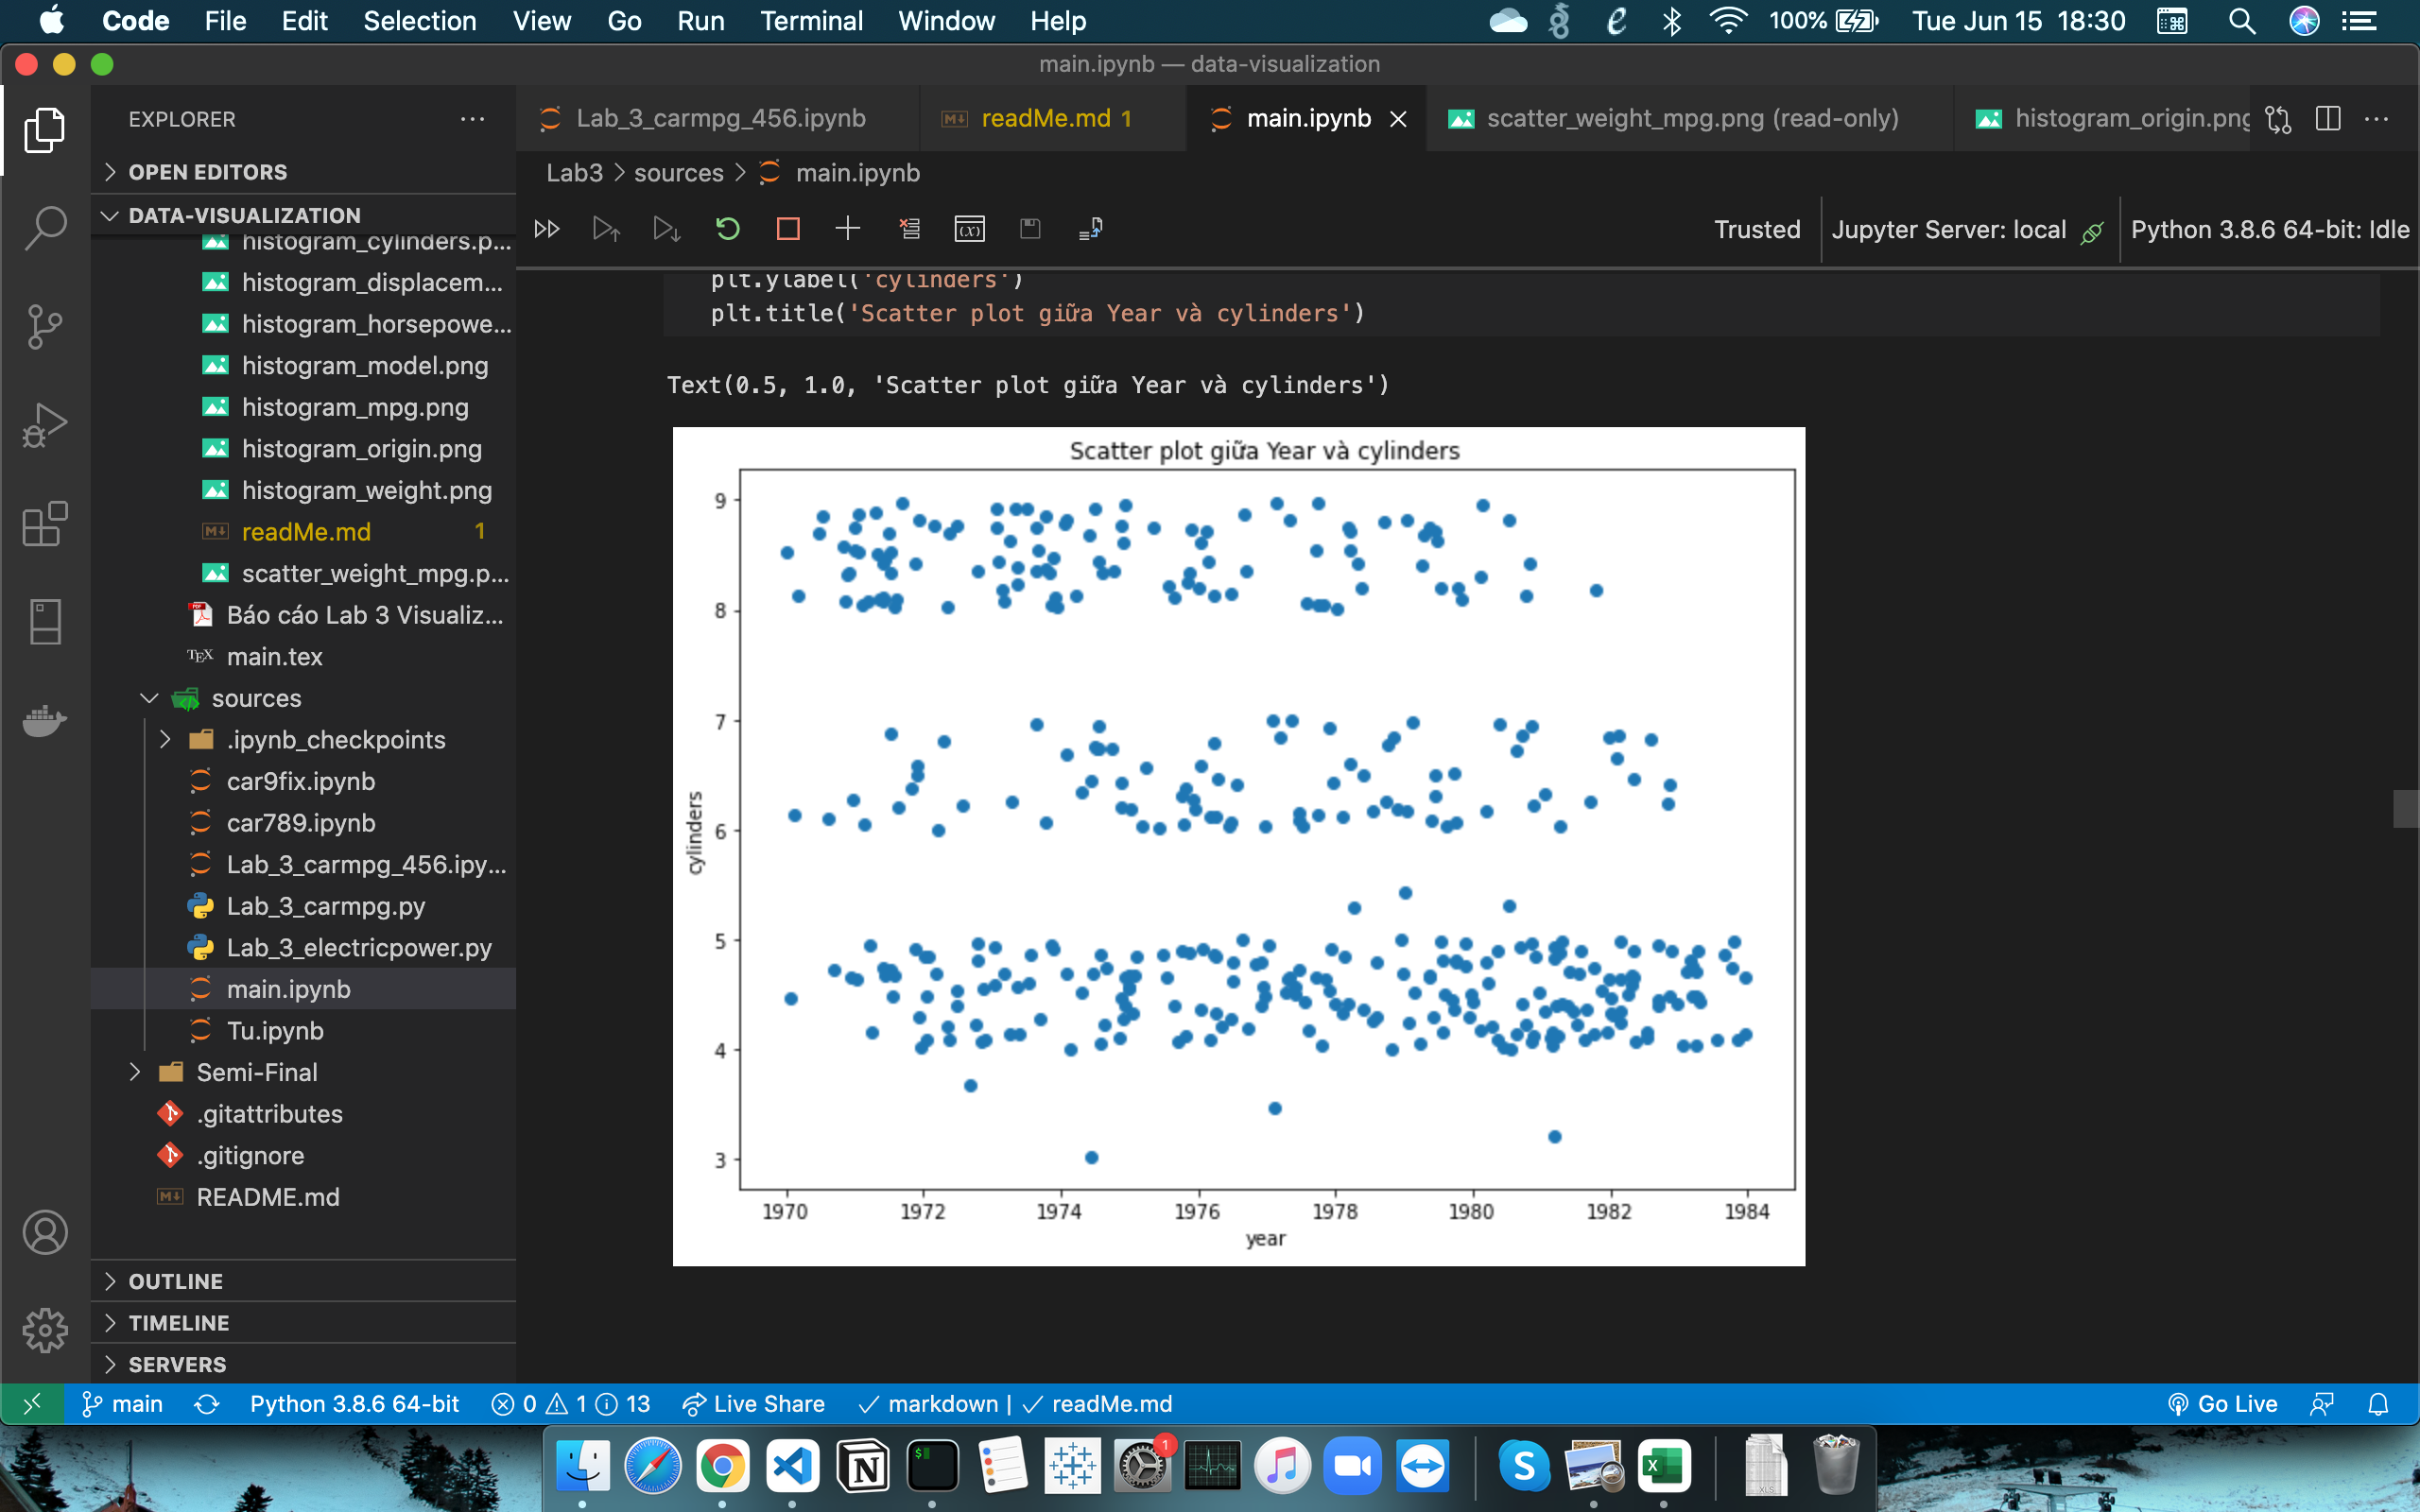 Code File Edit Selection View Go Run Terminal Window Help 100% Tue Jun 15 18:30
main.ipynb — data-visualization
EXPLORER
Lab_3_carmpg_456.ipynb readMe.md 1 main.ipynb scatter_weight_mpg.png (read-only) histogram_origin.png
OPEN EDITORS
Lab3 > sources > main.ipynb
DATA-VISUALIZATION
Trusted Jupyter Server: local Python 3.8.6 64-bit: Idle
histogram_cylinders.p...
histogram_displacem...
histogram_horsepowe...
histogram_model.png
histogram_mpg.png
histogram_origin.png
histogram_weight.png
readMe.md 1
scatter_weight_mpg.p...
Báo cáo Lab 3 Visualiz...
main.tex
sources
.ipynb_checkpoints
car9fix.ipynb
car789.ipynb
Lab_3_carmpg_456.ipy...
Lab_3_carmpg.py
Lab_3_electricpower.py
main.ipynb
Tu.ipynb
Semi-Final
.gitattributes
.gitignore
README.md
OUTLINE
TIMELINE
SERVERS
plt.ylabel('cylinders')
plt.title('Scatter plot giữa Year và cylinders')
Text(0.5, 1.0, 'Scatter plot giữa Year và cylinders')
Scatter plot giữa Year và cylinders
9
8
7
6
5
4
3
cylinders
1970 1972 1974 1976 1978 1980 1982 1984
year
main Python 3.8.6 64-bit 0 1 13 Live Share markdown | readMe.md Go Live
1